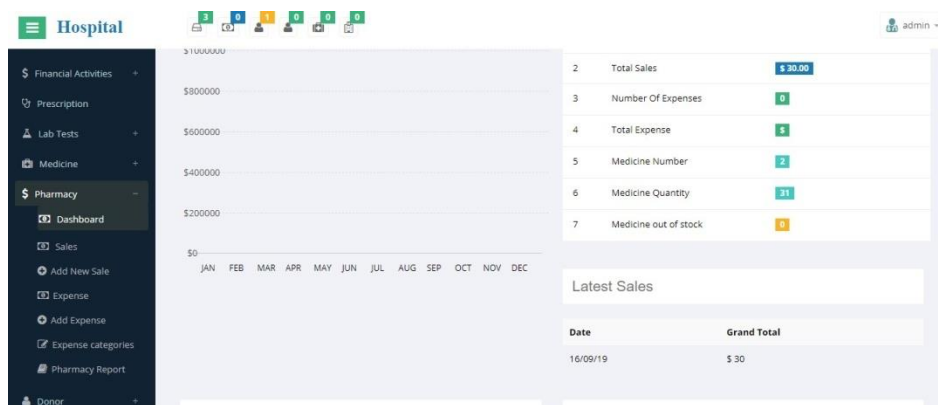 Hospital
3 0 1 0 0 0
admin
$ Financial Activities +
Prescription
Lab Tests +
Medicine +
$ Pharmacy -
Dashboard
Sales
Add New Sale
Expense
Add Expense
Expense categories
Pharmacy Report
Donor +
$1000000
$800000
$600000
$400000
$200000
$0
JAN FEB MAR APR MAY JUN JUL AUG SEP OCT NOV DEC
2 Total Sales $ 30.00
3 Number Of Expenses 0
4 Total Expense $
5 Medicine Number 2
6 Medicine Quantity 31
7 Medicine out of stock 0
Latest Sales
Date Grand Total
16/09/19 $ 30